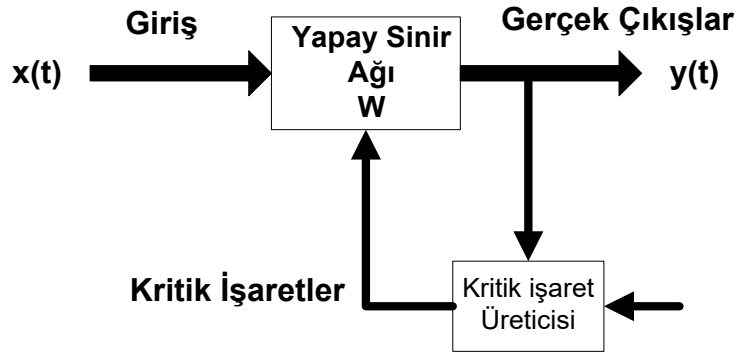 Giriş
Gerçek Çıkışlar
x(t)
Yapay Sinir
Ağı
W
y(t)
Kritik İşaretler
Kritik işaret
Üreticisi